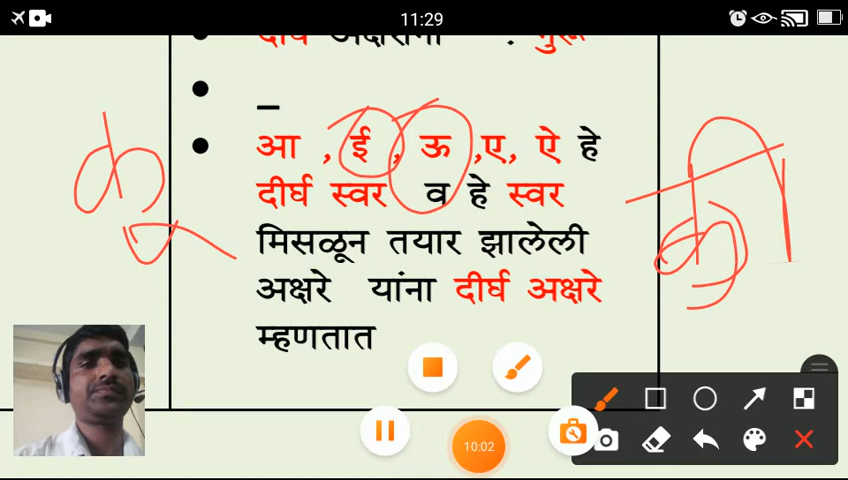 11:29
: गुरू
–
आ , ई , ऊ ,ए, ऐ हे
दीर्घ स्वर व हे स्वर
मिसळून तयार झालेली
अक्षरे यांना दीर्घ अक्षरे
म्हणतात
कू
की
10:02